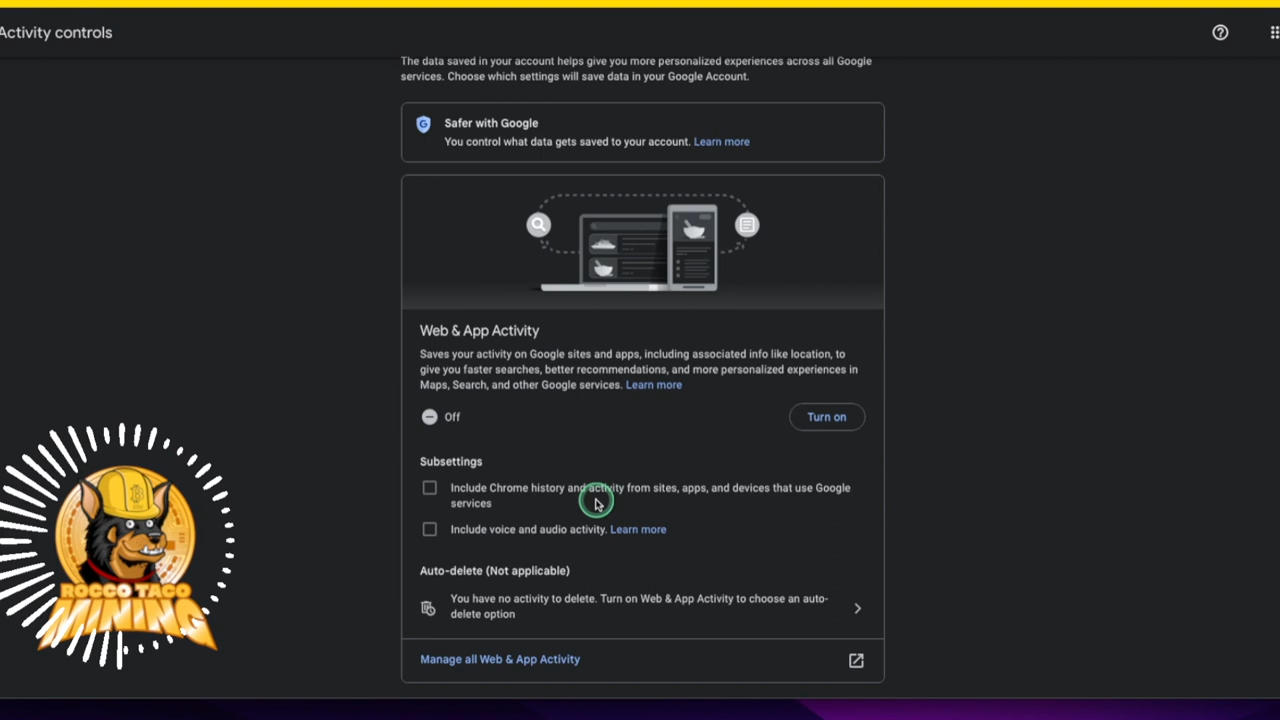 Activity controls
The data saved in your account helps give you more personalized experiences across all Google
services. Choose which settings will save data in your Google Account.
Safer with Google
You control what data gets saved to your account. Learn more
Web & App Activity
Saves your activity on Google sites and apps, including associated info like location, to
give you faster searches, better recommendations, and more personalized experiences in
Maps, Search, and other Google services. Learn more
Off
Turn on
Subsettings
Include Chrome history and activity from sites, apps, and devices that use Google
services
Include voice and audio activity. Learn more
Auto-delete (Not applicable)
You have no activity to delete. Turn on Web & App Activity to choose an auto-
delete option
Manage all Web & App Activity
ROCCO TACO
MINING